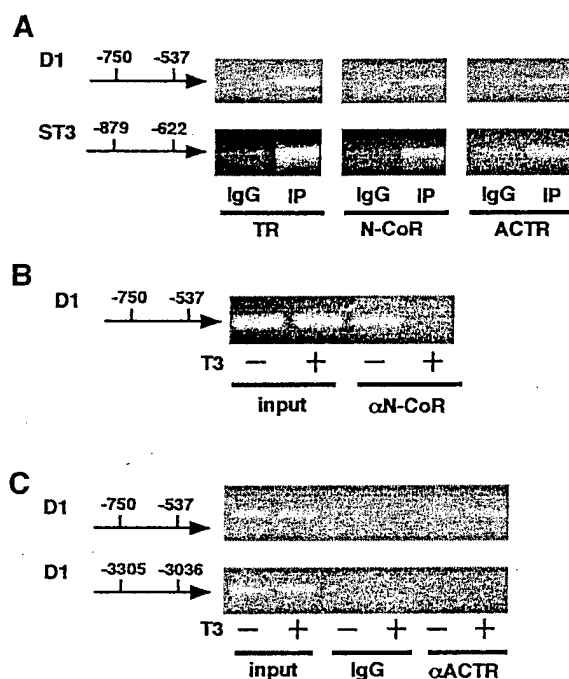 A
D1 -750 -537
ST3 -879 -622
IgG IP IgG IP IgG IP
TR N-CoR ACTR
B
D1 -750 -537
T3 − + − +
input αN-CoR
C
D1 -750 -537
D1 -3305 -3036
T3 − + − + − +
input IgG αACTR